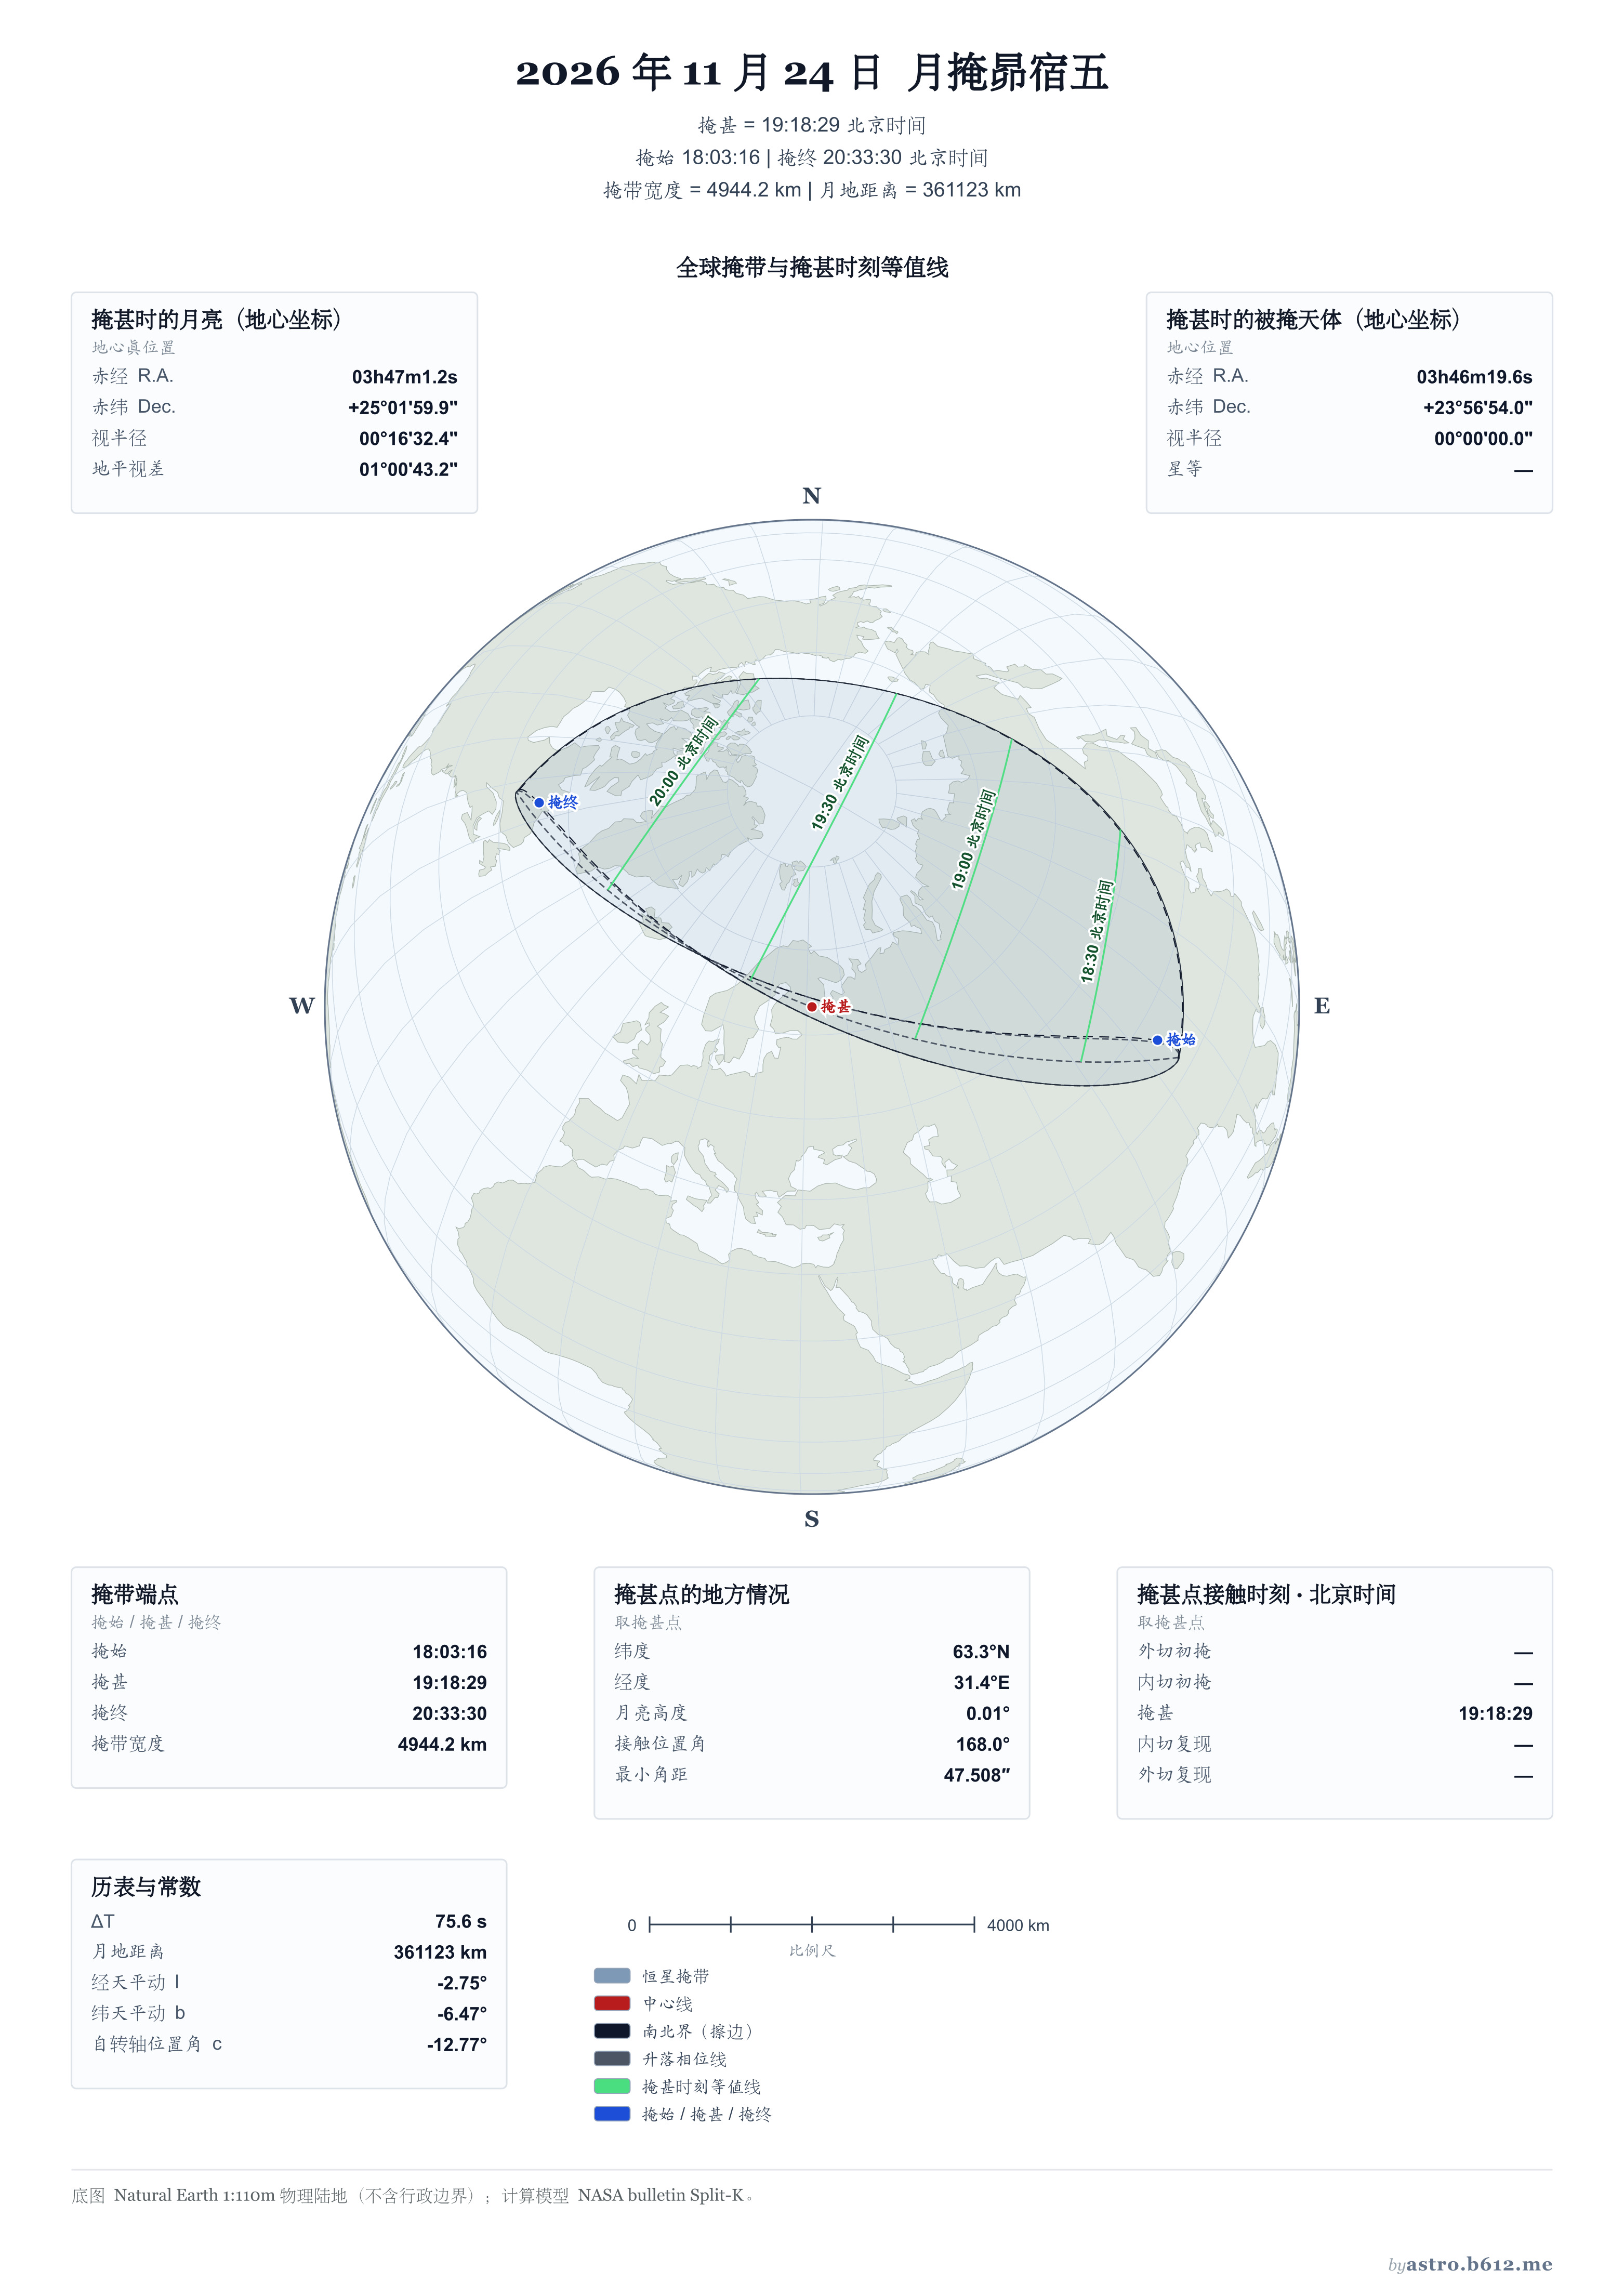 2026 年 11 月 24 日 月掩昴宿五
掩甚 = 19:18:29 北京时间
掩始 18:03:16 | 掩终 20:33:30 北京时间
掩带宽度 = 4944.2 km | 月地距离 = 361123 km
全球掩带与掩甚时刻等值线
掩甚时的月亮（地心坐标）
地心真位置
赤经 R.A. 03h47m1.2s
赤纬 Dec. +25°01'59.9"
视半径 00°16'32.4"
地平视差 01°00'43.2"
掩甚时的被掩天体（地心坐标）
地心位置
赤经 R.A. 03h46m19.6s
赤纬 Dec. +23°56'54.0"
视半径 00°00'00.0"
星等 —
N
20:00 北京时间
19:30 北京时间
19:00 北京时间
18:30 北京时间
掩终
掩甚
掩始
W
E
S
掩带端点
掩始 / 掩甚 / 掩终
掩始 18:03:16
掩甚 19:18:29
掩终 20:33:30
掩带宽度 4944.2 km
掩甚点的地方情况
取掩甚点
纬度 63.3°N
经度 31.4°E
月亮高度 0.01°
接触位置角 168.0°
最小角距 47.508″
掩甚点接触时刻 · 北京时间
取掩甚点
外切初掩 —
内切初掩 —
掩甚 19:18:29
内切复现 —
外切复现 —
历表与常数
ΔT 75.6 s
月地距离 361123 km
经天平动 l -2.75°
纬天平动 b -6.47°
自转轴位置角 c -12.77°
0 4000 km
比例尺
恒星掩带
中心线
南北界（擦边）
升落相位线
掩甚时刻等值线
掩始 / 掩甚 / 掩终
底图 Natural Earth 1:110m 物理陆地（不含行政边界）；计算模型 NASA bulletin Split-K。
byastro.b612.me